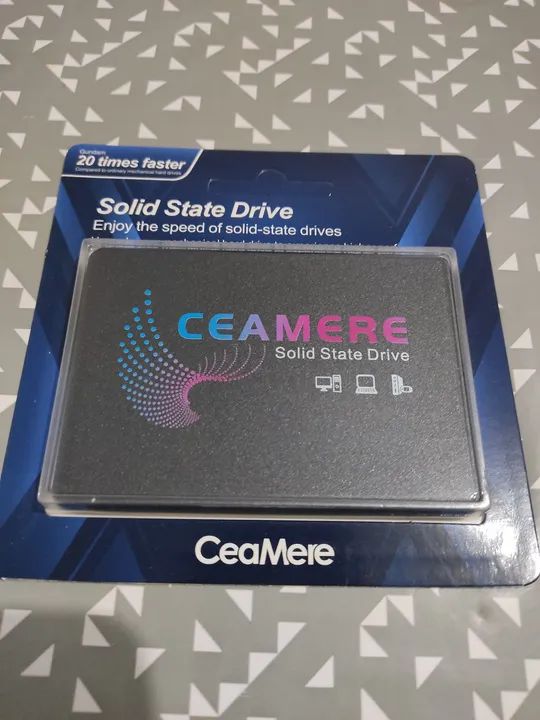 Gundam
20 times faster
Compared to ordinary mechanical hard drives
Solid State Drive
Enjoy the speed of solid-state drives
CEAMERE
Solid State Drive
CeaMere